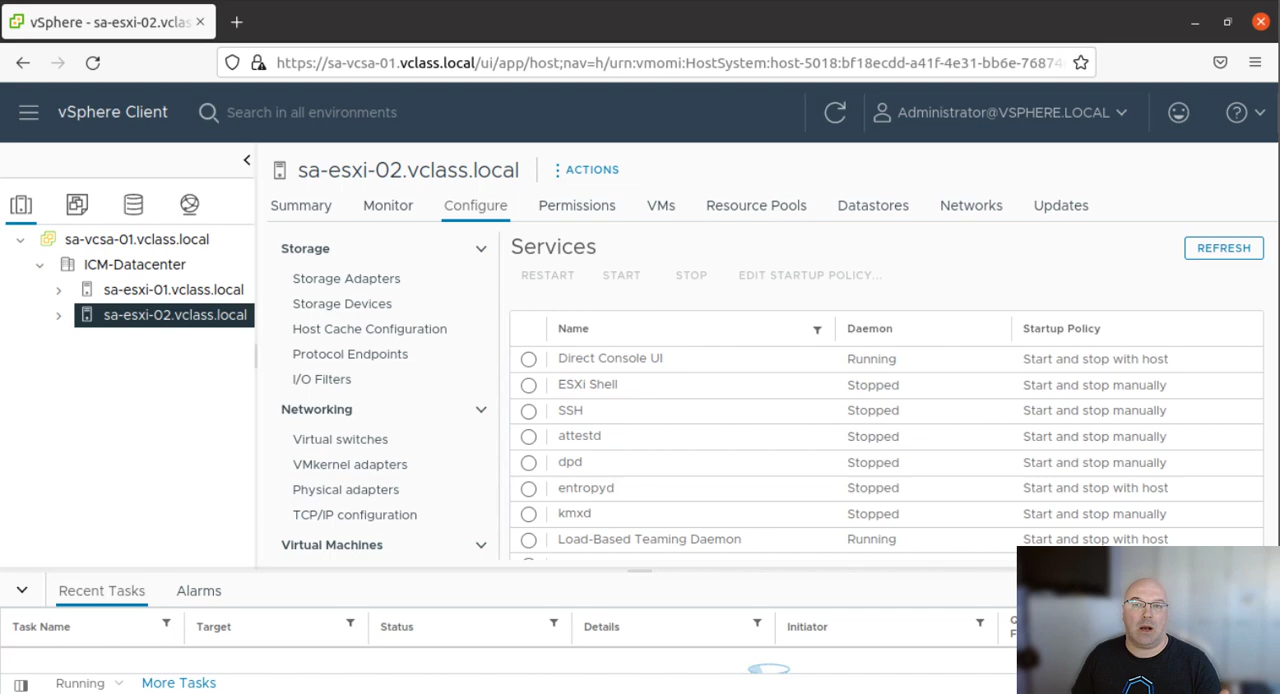 vSphere - sa-esxi-02.vclas
https://sa-vcsa-01.vclass.local/ui/app/host;nav=h/urn:vmomi:HostSystem:host-5018:bf18ecdd-a41f-4e31-bb6e-76874
vSphere Client
Search in all environments
Administrator@VSPHERE.LOCAL
sa-esxi-02.vclass.local
ACTIONS
Summary Monitor Configure Permissions VMs Resource Pools Datastores Networks Updates
sa-vcsa-01.vclass.local
ICM-Datacenter
sa-esxi-01.vclass.local
sa-esxi-02.vclass.local
Storage
Storage Adapters
Storage Devices
Host Cache Configuration
Protocol Endpoints
I/O Filters
Networking
Virtual switches
VMkernel adapters
Physical adapters
TCP/IP configuration
Virtual Machines
Services
REFRESH
RESTART START STOP EDIT STARTUP POLICY...
Name Daemon Startup Policy
Direct Console UI Running Start and stop with host
ESXi Shell Stopped Start and stop manually
SSH Stopped Start and stop manually
attestd Stopped Start and stop manually
dpd Stopped Start and stop manually
entropyd Stopped Start and stop with host
kmxd Stopped Start and stop manually
Load-Based Teaming Daemon Running Start and stop with host
Recent Tasks Alarms
Task Name Target Status Details Initiator
Running More Tasks